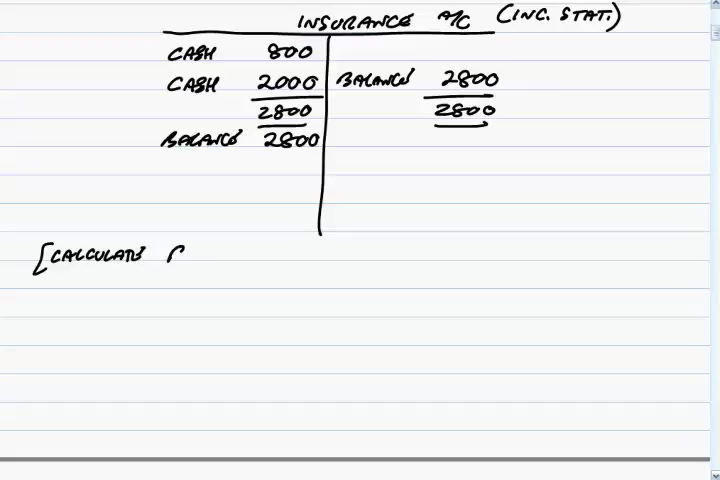 INSURANCE A/C (INC. STAT.)
CASH 800
CASH 2000 BALANCE 2800
2800 2800
BALANCE 2800
[CALCULATE